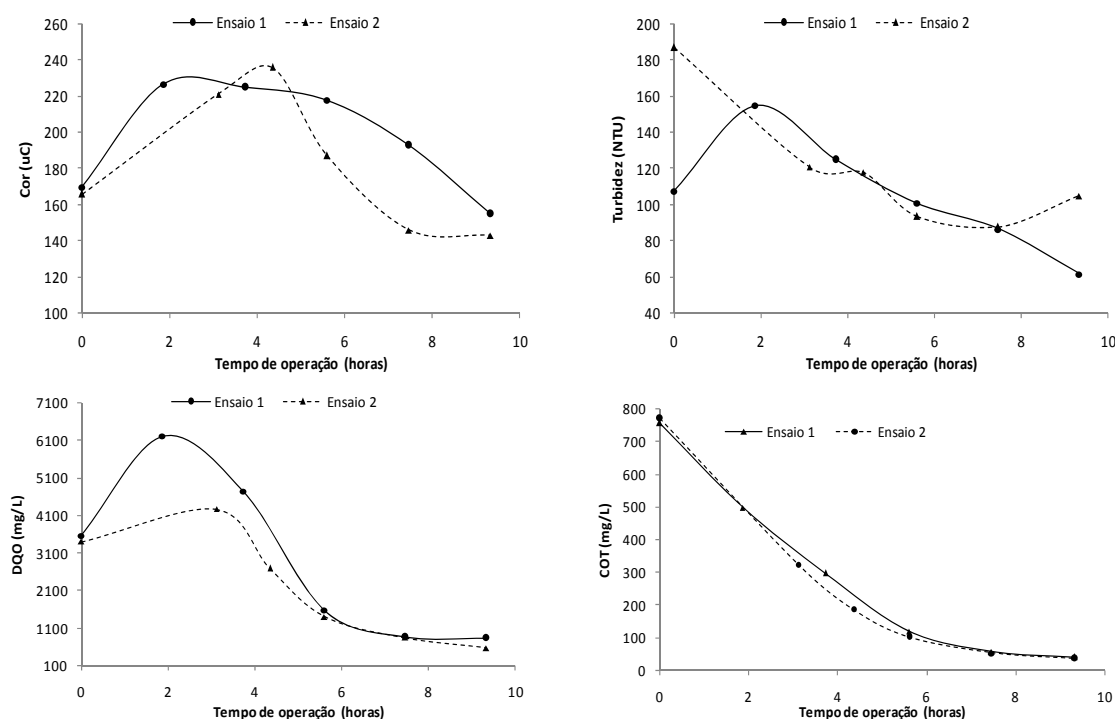 Ensaio 1 Ensaio 2
Cor (uC)
260
240
220
200
180
160
140
120
100
0 2 4 6 8 10
Tempo de operação (horas)
Ensaio 1 Ensaio 2
Turbidez (NTU)
200
180
160
140
120
100
80
60
40
0 2 4 6 8 10
Tempo de operação (horas)
Ensaio 1 Ensaio 2
DQO (mg/L)
7100
6100
5100
4100
3100
2100
1100
100
0 2 4 6 8 10
Tempo de operação (horas)
Ensaio 1 Ensaio 2
COT (mg/L)
800
700
600
500
400
300
200
100
0
0 2 4 6 8 10
Tempo de operação (horas)